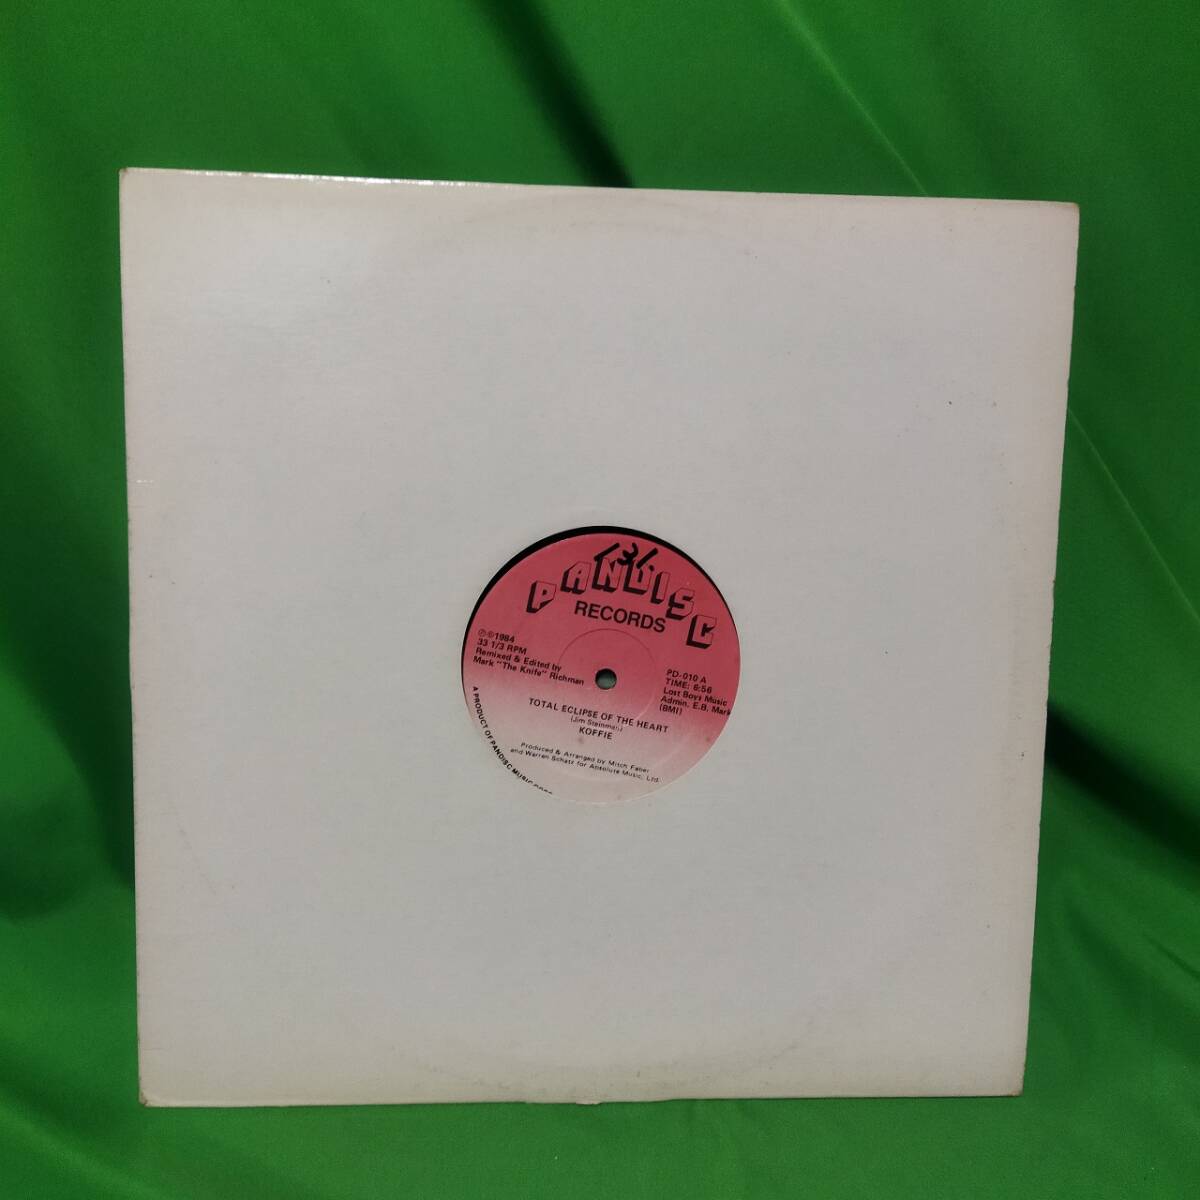 PANDISC
RECORDS
℗©1984
33 1/3 RPM
Remixed & Edited by
Mark "The Knife" Richman
PD-010 A
TIME: 6:56
Lost Boys Music
Admin. E.B. Mark
(BMI)
TOTAL ECLIPSE OF THE HEART
(Jim Steinman)
KOFFIE
Produced & Arranged by Mitch Faber
and Warren Schatz for Absolute Music, Ltd.
A PRODUCT OF PANDISC MUSIC